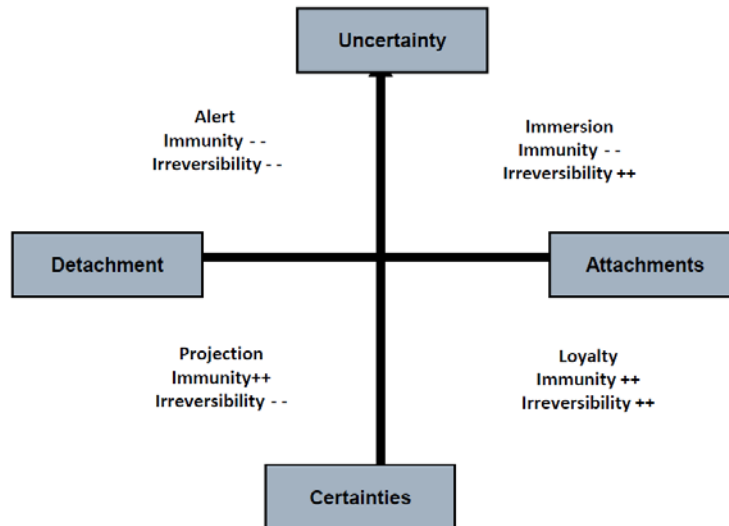 Uncertainty
Alert
Immunity - -
Irreversibility - -
Immersion
Immunity - -
Irreversibility ++
Detachment
Attachments
Projection
Immunity++
Irreversibility - -
Loyalty
Immunity ++
Irreversibility ++
Certainties